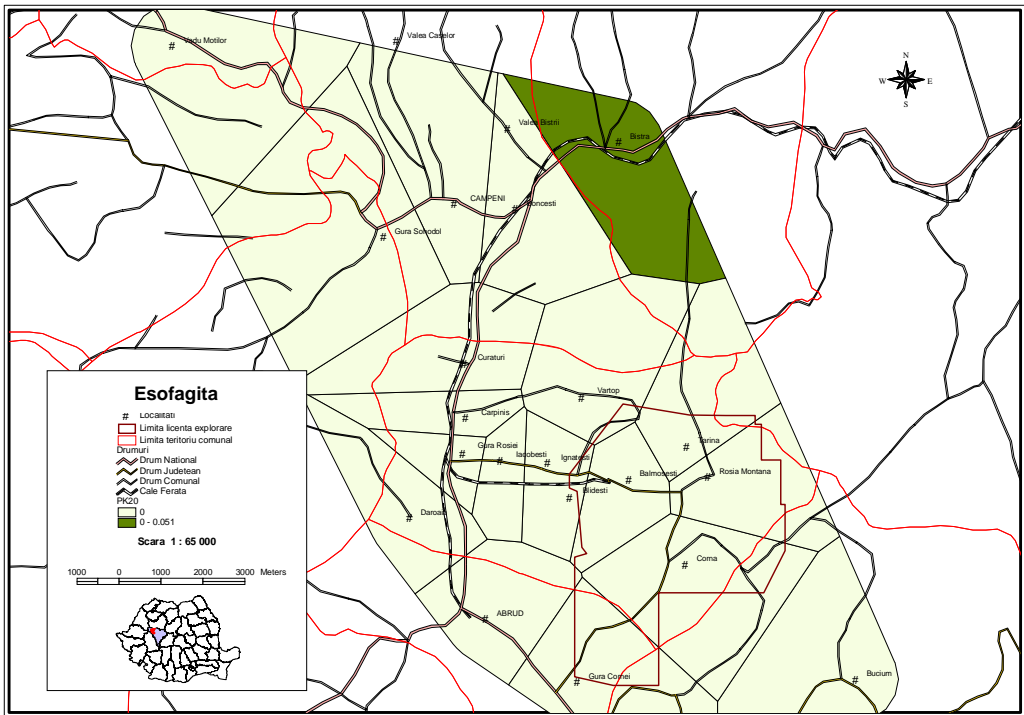 Vadu Motilor
Valea Caselor
N
W E
S
Valea Bistrii
Bistra
CAMPENI
Boncesti
Gura Sohodol
Curaturi
Vartop
Carpinis
Gura Rosiei
Iacobesti
Ignatesti
Tarina
Balmosesti
Rosia Montana
Blidesti
Daroaia
Corna
ABRUD
Gura Cornei
Bucium
Esofagita
# Localitati
Limita licenta explorare
Limita teritoriu comunal
Drumuri
Drum National
Drum Judetean
Drum Comunal
Cale Ferata
PK20
0
0 - 0.051
Scara 1 : 65 000
1000 0 1000 2000 3000 Meters